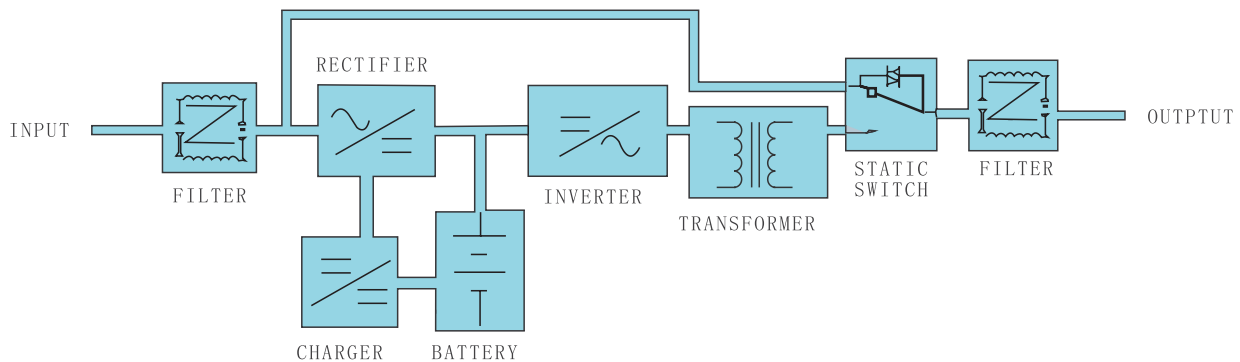 RECTIFIER
INPUT
OUTPTUT
FILTER
INVERTER
TRANSFORMER
STATIC
SWITCH
FILTER
CHARGER
BATTERY